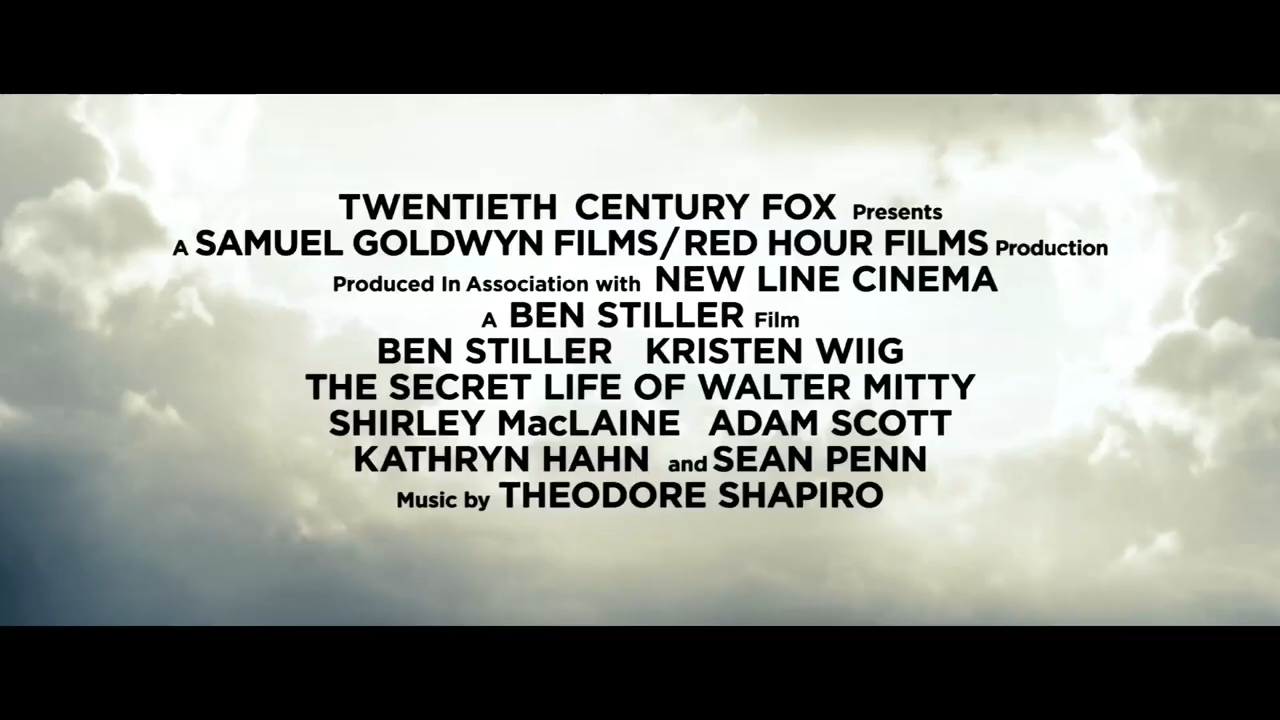 TWENTIETH CENTURY FOX Presents
A SAMUEL GOLDWYN FILMS/RED HOUR FILMS Production
Produced In Association with NEW LINE CINEMA
A BEN STILLER Film
BEN STILLER KRISTEN WIIG
THE SECRET LIFE OF WALTER MITTY
SHIRLEY MacLAINE ADAM SCOTT
KATHRYN HAHN and SEAN PENN
Music by THEODORE SHAPIRO